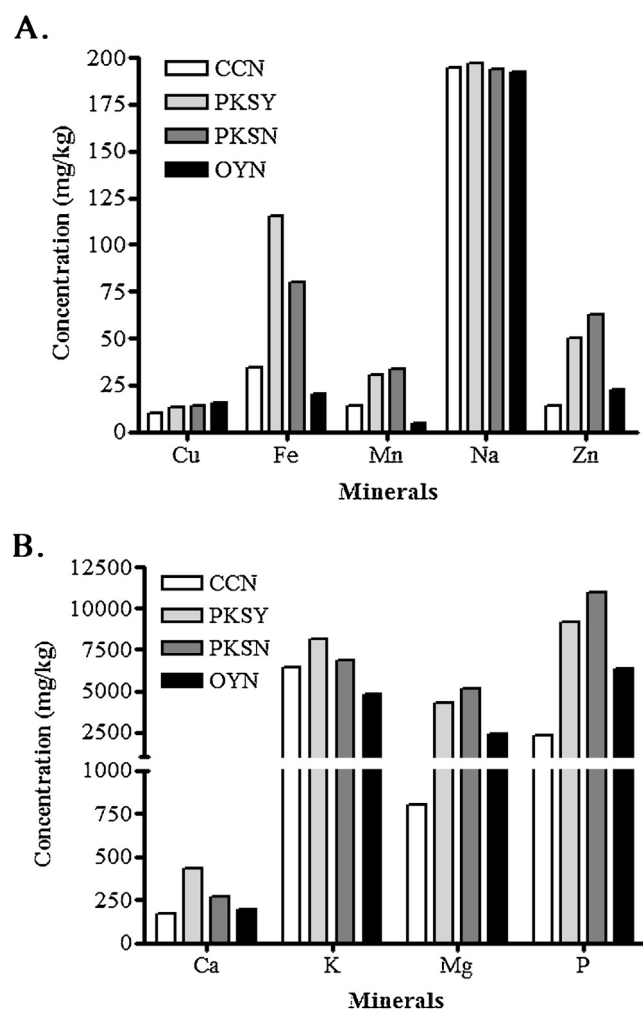 A.
Concentration (mg/kg)
200
175
150
125
100
75
50
25
0
CCN
PKSY
PKSN
OYN
Cu Fe Mn Na Zn
Minerals
B.
Concentration (mg/kg)
12500
10000
7500
5000
2500
1000
750
500
250
0
CCN
PKSY
PKSN
OYN
Ca K Mg P
Minerals